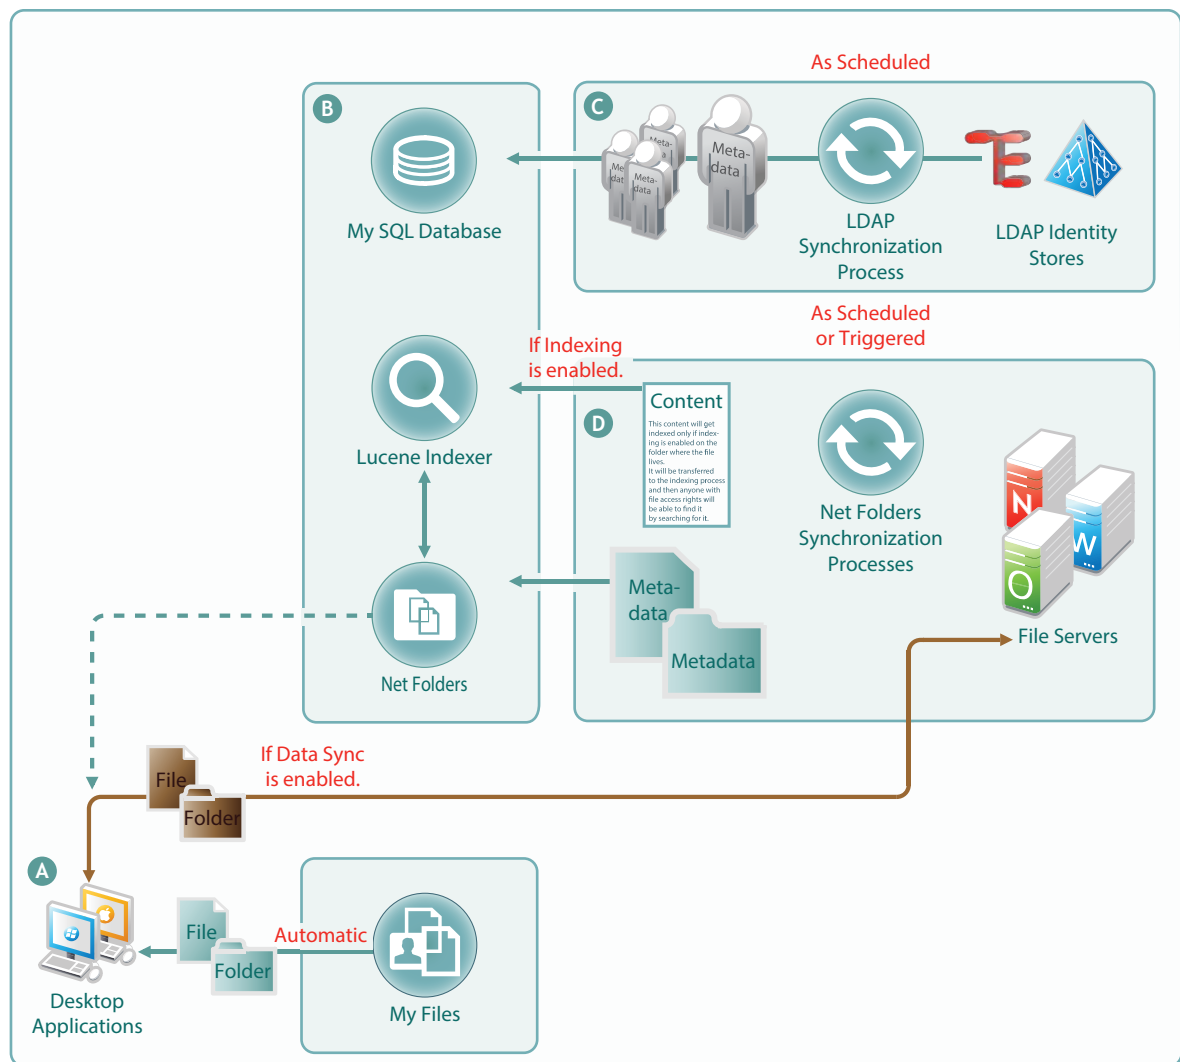 As Scheduled
B
C
Meta-
data
Meta-
data
Meta-
data
Meta-
data
My SQL Database
LDAP
Synchronization
Process
LDAP Identity
Stores
As Scheduled
or Triggered
If Indexing
is enabled.
D
Content
This content will get
indexed only if index-
ing is enabled on the
folder where the file
lives.
It will be transferred
to the indexing process
and then anyone with
file access rights will
be able to find it
by searching for it.
Lucene Indexer
Net Folders
Synchronization
Processes
N
W
O
File Servers
Meta-
data
Metadata
Net Folders
If Data Sync
is enabled.
File
Folder
A
File
Folder
Automatic
Desktop
Applications
My Files